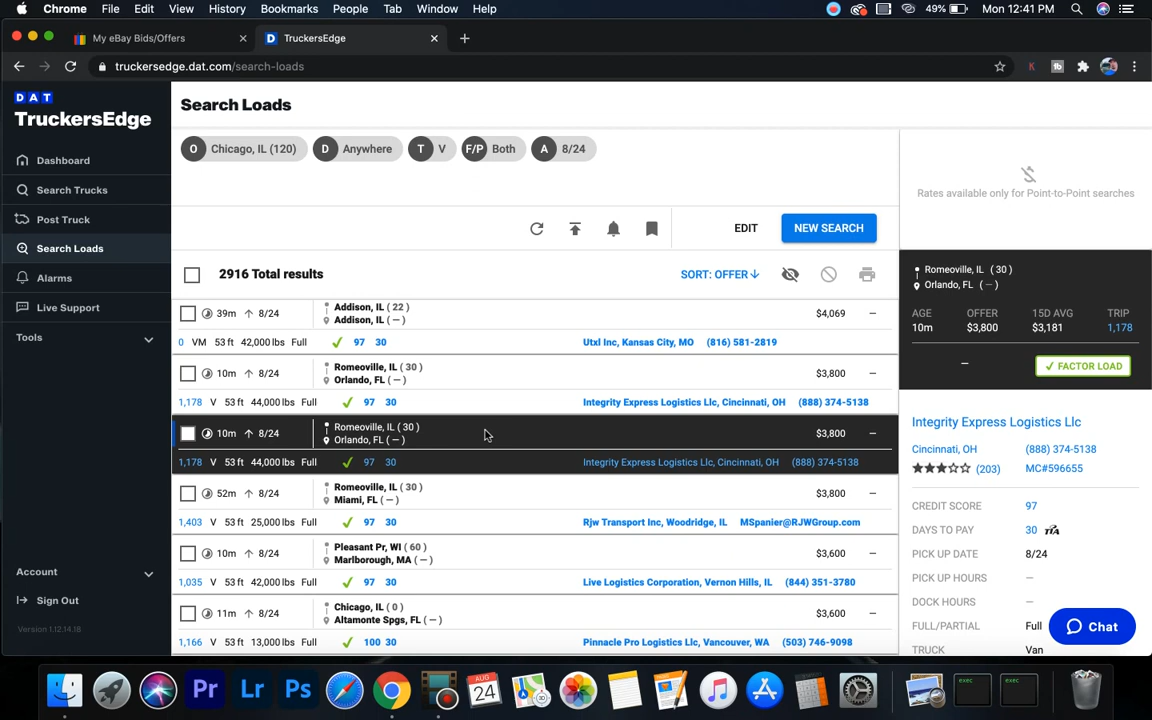 Chrome File Edit View History Bookmarks People Tab Window Help 49% Mon 12:41 PM
My eBay Bids/Offers TruckersEdge
truckersedge.dat.com/search-loads
DAT
TruckersEdge
Dashboard
Search Trucks
Post Truck
Search Loads
Alarms
Live Support
Tools
Account
Sign Out
Version 1.12.14.18
Search Loads
O Chicago, IL (120) D Anywhere T V F/P Both A 8/24
EDIT NEW SEARCH
2916 Total results SORT: OFFER
39m 8/24 Addison, IL ( 22 ) $4,069 –
Addison, IL ( – )
0 VM 53 ft 42,000 lbs Full 97 30 Utxl Inc, Kansas City, MO (816) 581-2819
10m 8/24 Romeoville, IL ( 30 ) $3,800 –
Orlando, FL ( – )
1,178 V 53 ft 44,000 lbs Full 97 30 Integrity Express Logistics Llc, Cincinnati, OH (888) 374-5138
10m 8/24 Romeoville, IL ( 30 ) $3,800 –
Orlando, FL ( – )
1,178 V 53 ft 44,000 lbs Full 97 30 Integrity Express Logistics Llc, Cincinnati, OH (888) 374-5138
52m 8/24 Romeoville, IL ( 30 ) $3,800 –
Miami, FL ( – )
1,403 V 53 ft 25,000 lbs Full 97 30 Rjw Transport Inc, Woodridge, IL MSpanier@RJWGroup.com
10m 8/24 Pleasant Pr, WI ( 60 ) $3,600 –
Marlborough, MA ( – )
1,035 V 53 ft 42,000 lbs Full 97 30 Live Logistics Corporation, Vernon Hills, IL (844) 351-3780
11m 8/24 Chicago, IL ( 0 ) $3,600 –
Altamonte Spgs, FL ( – )
1,166 V 53 ft 13,000 lbs Full 100 30 Pinnacle Pro Logistics Llc, Vancouver, WA (503) 746-9098
Rates available only for Point-to-Point searches
Romeoville, IL ( 30 )
Orlando, FL ( – )
AGE OFFER 15D AVG TRIP
10m $3,800 $3,181 1,178
– ✓ FACTOR LOAD
Integrity Express Logistics Llc
Cincinnati, OH (888) 374-5138
(203) MC#596655
CREDIT SCORE 97
DAYS TO PAY 30 TIA
PICK UP DATE 8/24
PICK UP HOURS –
DOCK HOURS –
FULL/PARTIAL Full
TRUCK Van
Chat
Pr Lr Ps AUG 24 exec exec